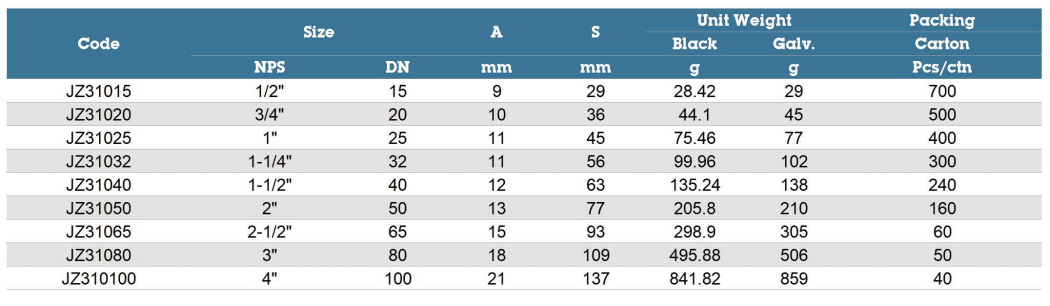 Code Size A S Unit Weight Packing
Black Galv. Carton
NPS DN mm mm g g Pcs/ctn
JZ31015 1/2" 15 9 29 28.42 29 700
JZ31020 3/4" 20 10 36 44.1 45 500
JZ31025 1" 25 11 45 75.46 77 400
JZ31032 1-1/4" 32 11 56 99.96 102 300
JZ31040 1-1/2" 40 12 63 135.24 138 240
JZ31050 2" 50 13 77 205.8 210 160
JZ31065 2-1/2" 65 15 93 298.9 305 60
JZ31080 3" 80 18 109 495.88 506 50
JZ310100 4" 100 21 137 841.82 859 40